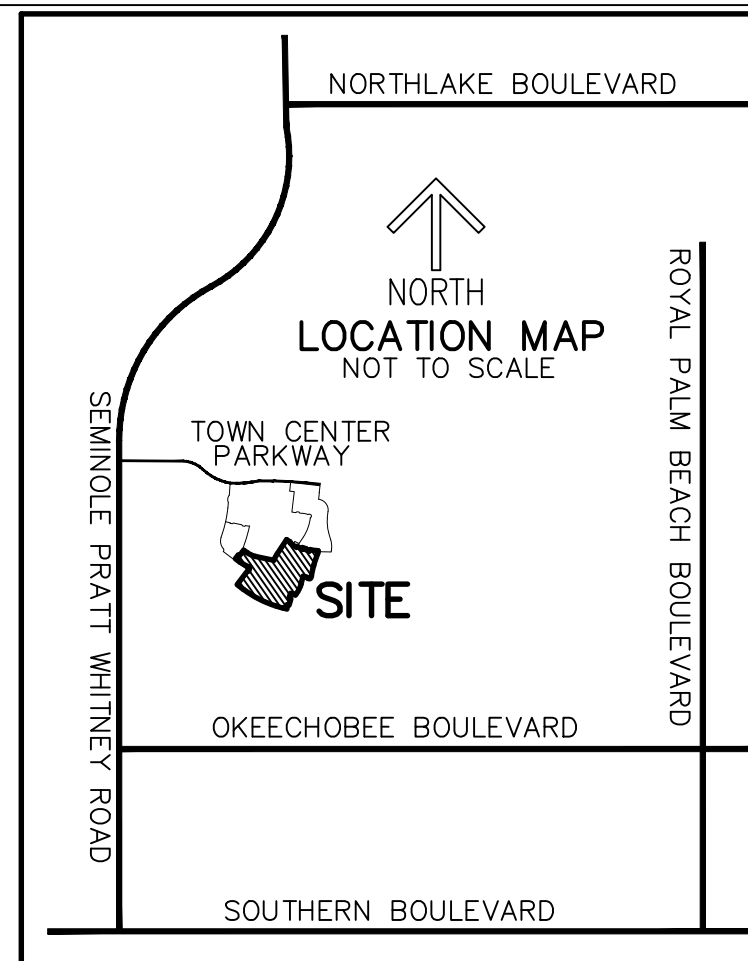 NORTHLAKE BOULEVARD
NORTH
LOCATION MAP
NOT TO SCALE
ROYAL PALM BEACH BOULEVARD
SEMINOLE PRATT WHITNEY ROAD
TOWN CENTER
PARKWAY
SITE
OKEECHOBEE BOULEVARD
SOUTHERN BOULEVARD